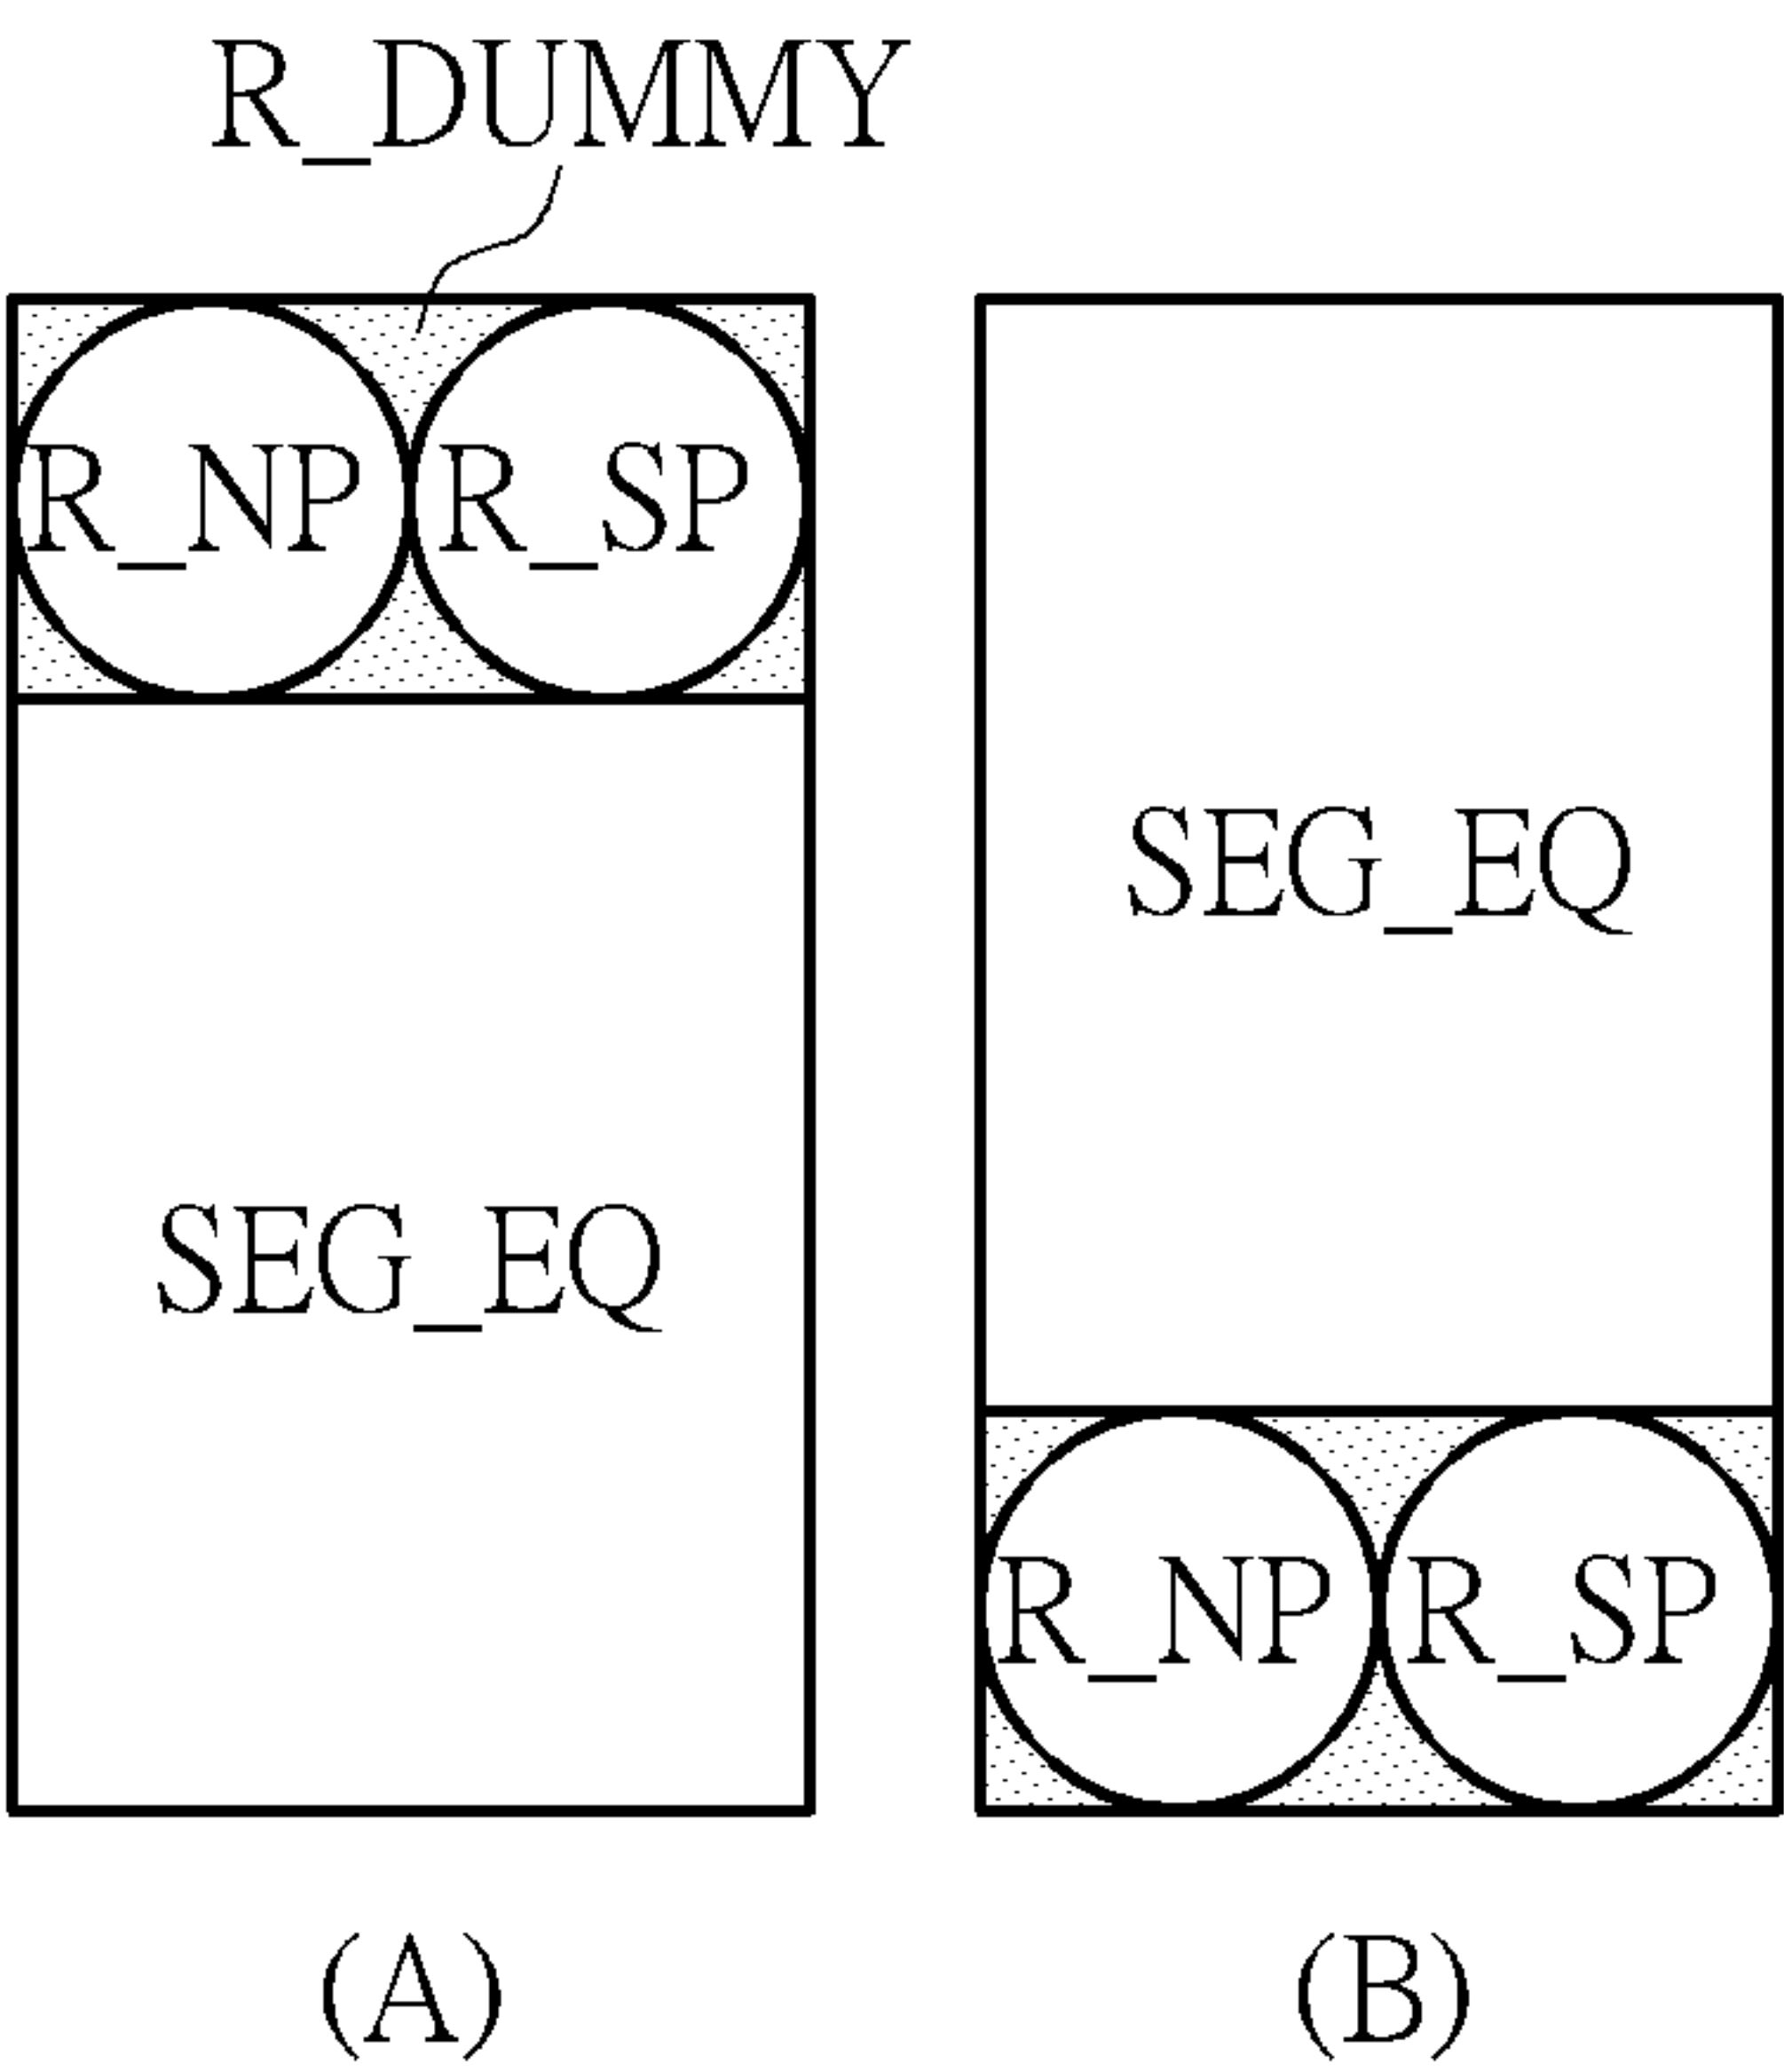 R_DUMMY
R_NP R_SP
SEG_EQ
SEG_EQ
R_NP R_SP
(A) (B)